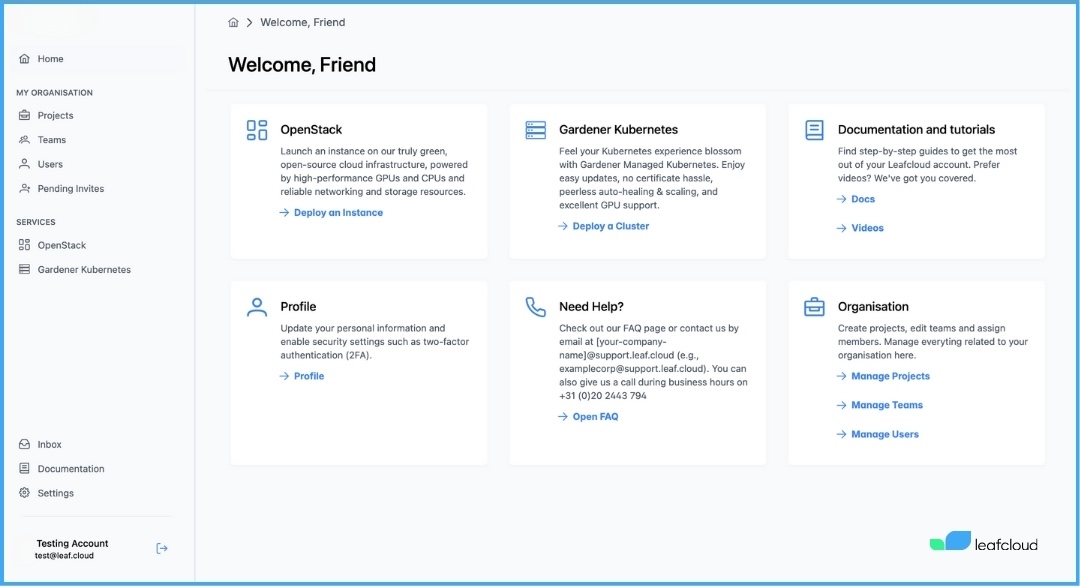 Home
MY ORGANISATION
Projects
Teams
Users
Pending Invites
SERVICES
OpenStack
Gardener Kubernetes
Inbox
Documentation
Settings
Testing Account
test@leaf.cloud
Welcome, Friend
Welcome, Friend
OpenStack
Launch an instance on our truly green,
open-source cloud infrastructure, powered
by high-performance GPUs and CPUs and
reliable networking and storage resources.
Deploy an Instance
Gardener Kubernetes
Feel your Kubernetes experience blossom
with Gardener Managed Kubernetes. Enjoy
easy updates, no certificate hassle,
peerless auto-healing & scaling, and
excellent GPU support.
Deploy a Cluster
Documentation and tutorials
Find step-by-step guides to get the most
out of your Leafcloud account. Prefer
videos? We've got you covered.
Docs
Videos
Profile
Update your personal information and
enable security settings such as two-factor
authentication (2FA).
Profile
Need Help?
Check out our FAQ page or contact us by
email at [your-company-
name]@support.leaf.cloud (e.g.,
examplecorp@support.leaf.cloud). You can
also give us a call during business hours on
+31 (0)20 2443 794
Open FAQ
Organisation
Create projects, edit teams and assign
members. Manage everyting related to your
organisation here.
Manage Projects
Manage Teams
Manage Users
leafcloud